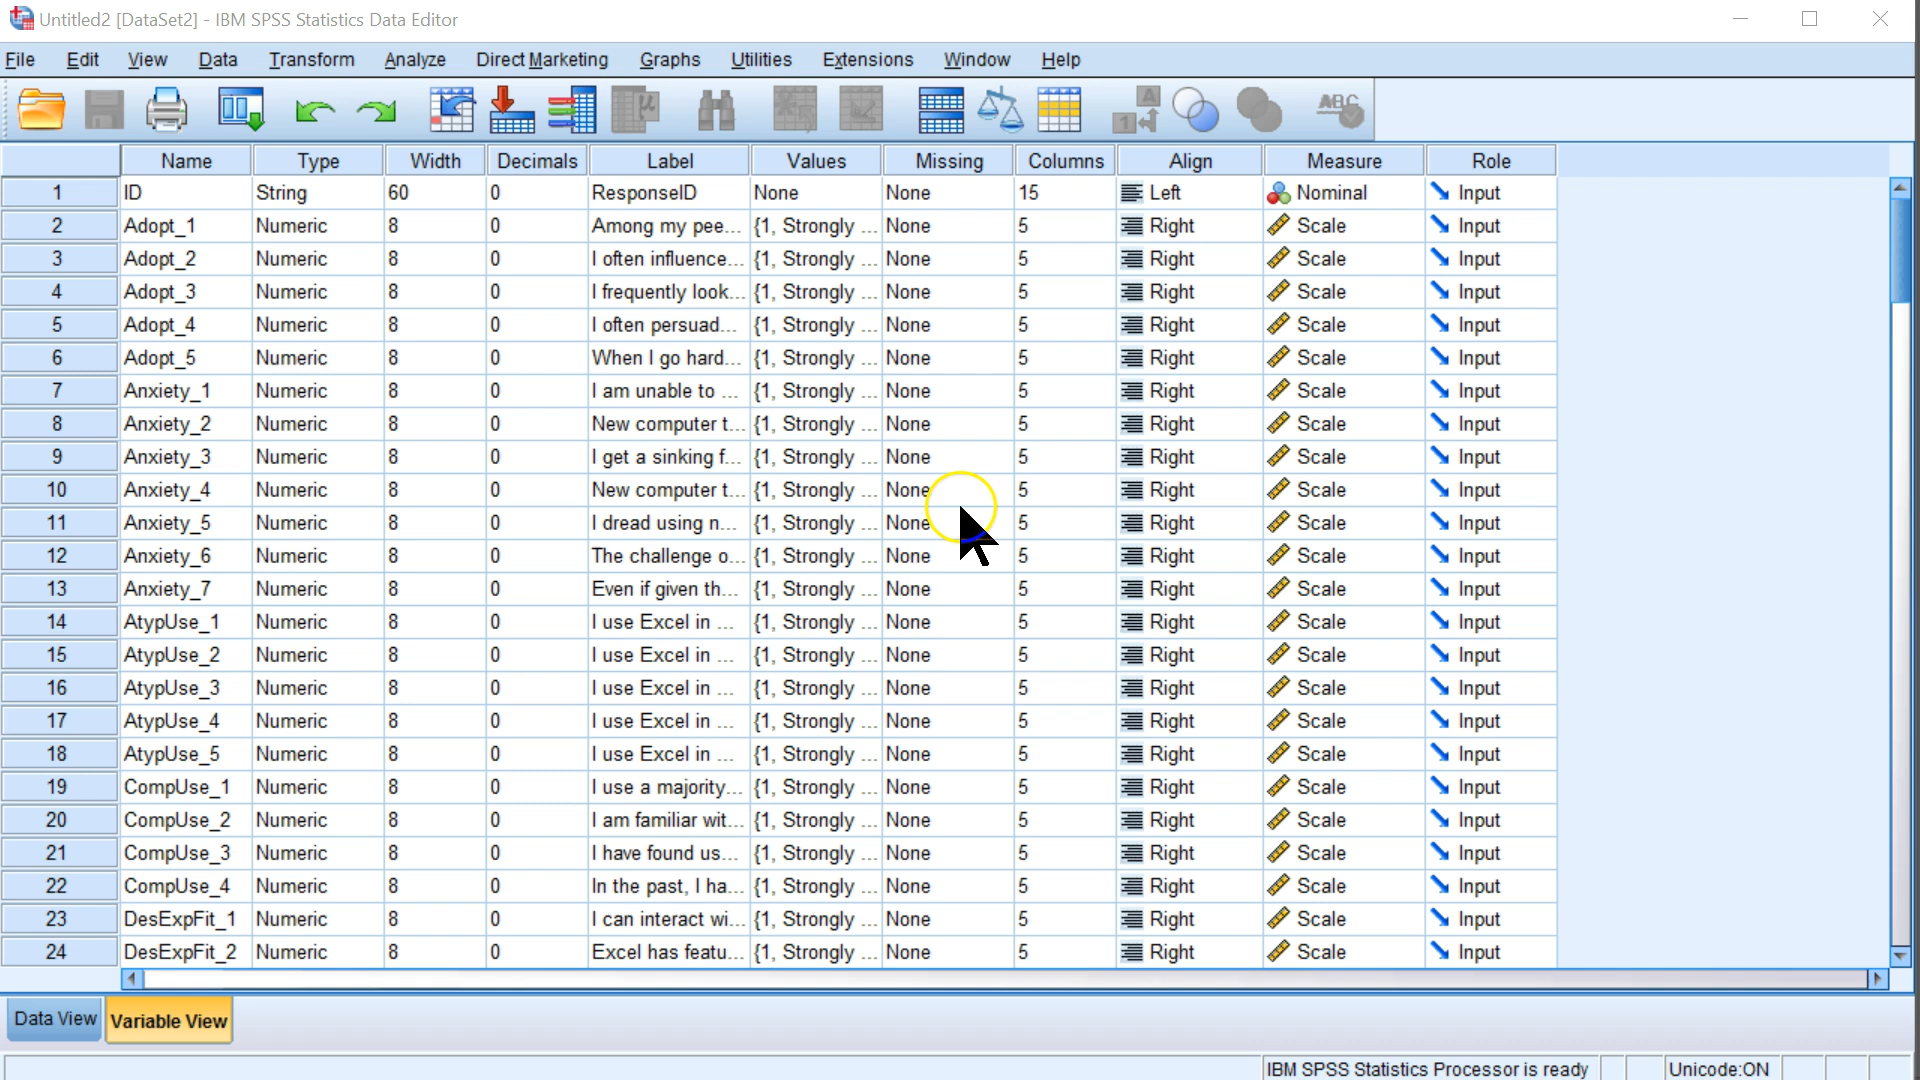 Untitled2 [DataSet2] - IBM SPSS Statistics Data Editor
File Edit View Data Transform Analyze Direct Marketing Graphs Utilities Extensions Window Help
Name Type Width Decimals Label Values Missing Columns Align Measure Role
1 ID String 60 0 ResponseID None None 15 Left Nominal Input
2 Adopt_1 Numeric 8 0 Among my pee... {1, Strongly ... None 5 Right Scale Input
3 Adopt_2 Numeric 8 0 I often influence... {1, Strongly ... None 5 Right Scale Input
4 Adopt_3 Numeric 8 0 I frequently look... {1, Strongly ... None 5 Right Scale Input
5 Adopt_4 Numeric 8 0 I often persuad... {1, Strongly ... None 5 Right Scale Input
6 Adopt_5 Numeric 8 0 When I go hard... {1, Strongly ... None 5 Right Scale Input
7 Anxiety_1 Numeric 8 0 I am unable to ... {1, Strongly ... None 5 Right Scale Input
8 Anxiety_2 Numeric 8 0 New computer t... {1, Strongly ... None 5 Right Scale Input
9 Anxiety_3 Numeric 8 0 I get a sinking f... {1, Strongly ... None 5 Right Scale Input
10 Anxiety_4 Numeric 8 0 New computer t... {1, Strongly ... None 5 Right Scale Input
11 Anxiety_5 Numeric 8 0 I dread using n... {1, Strongly ... None 5 Right Scale Input
12 Anxiety_6 Numeric 8 0 The challenge o... {1, Strongly ... None 5 Right Scale Input
13 Anxiety_7 Numeric 8 0 Even if given th... {1, Strongly ... None 5 Right Scale Input
14 AtypUse_1 Numeric 8 0 I use Excel in ... {1, Strongly ... None 5 Right Scale Input
15 AtypUse_2 Numeric 8 0 I use Excel in ... {1, Strongly ... None 5 Right Scale Input
16 AtypUse_3 Numeric 8 0 I use Excel in ... {1, Strongly ... None 5 Right Scale Input
17 AtypUse_4 Numeric 8 0 I use Excel in ... {1, Strongly ... None 5 Right Scale Input
18 AtypUse_5 Numeric 8 0 I use Excel in ... {1, Strongly ... None 5 Right Scale Input
19 CompUse_1 Numeric 8 0 I use a majority... {1, Strongly ... None 5 Right Scale Input
20 CompUse_2 Numeric 8 0 I am familiar wit... {1, Strongly ... None 5 Right Scale Input
21 CompUse_3 Numeric 8 0 I have found us... {1, Strongly ... None 5 Right Scale Input
22 CompUse_4 Numeric 8 0 In the past, I ha... {1, Strongly ... None 5 Right Scale Input
23 DesExpFit_1 Numeric 8 0 I can interact wi... {1, Strongly ... None 5 Right Scale Input
24 DesExpFit_2 Numeric 8 0 Excel has featu... {1, Strongly ... None 5 Right Scale Input
Data View Variable View
IBM SPSS Statistics Processor is ready Unicode:ON